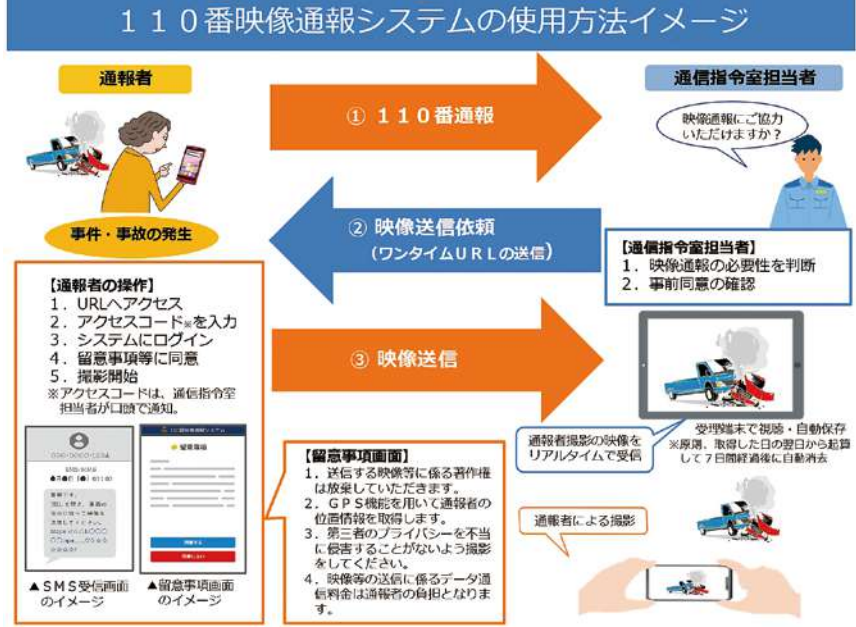 １１０番映像通報システムの使用方法イメージ
通報者
通信指令室担当者
① １１０番通報
映像通報にご協力
いただけますか？
事件・事故の発生
② 映像送信依頼
（ワンタイムＵＲＬの送信）
【通信指令室担当者】
１．映像通報の必要性を判断
２．事前同意の確認
【通報者の操作】
１．URLへアクセス
２．アクセスコード※を入力
３．システムにログイン
４．留意事項等に同意
５．撮影開始
※アクセスコードは、通信指令室
担当者が口頭で通知。
③ 映像送信
通報者撮影の映像を
リアルタイムで受信
受理端末で視聴・自動保存
※原則、取得した日の翌日から起算
して７日間経過後に自動消去
留意事項
▲ＳＭＳ受信画面
のイメージ
▲留意事項画面
のイメージ
【留意事項画面】
１．送信する映像等に係る著作権
は放棄していただきます。
２．ＧＰＳ機能を用いて通報者の
位置情報を取得します。
３．第三者のプライバシーを不当
に侵害することがないよう撮影
をしてください。
４．映像等の送信に係るデータ通
信料金は通報者の負担となりま
す。
通報者による撮影